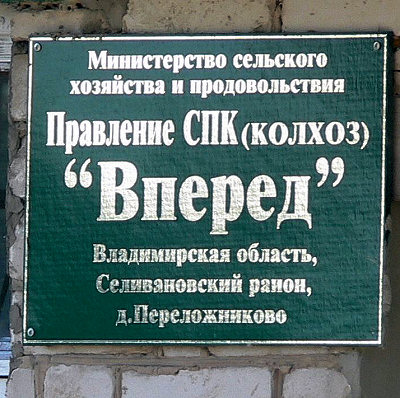 Министерство сельского
хозяйства и продовольствия
Правление СПК (КОЛХОЗ)
“Вперед”
Владимирская область,
Селивановский район,
д.Переложниково